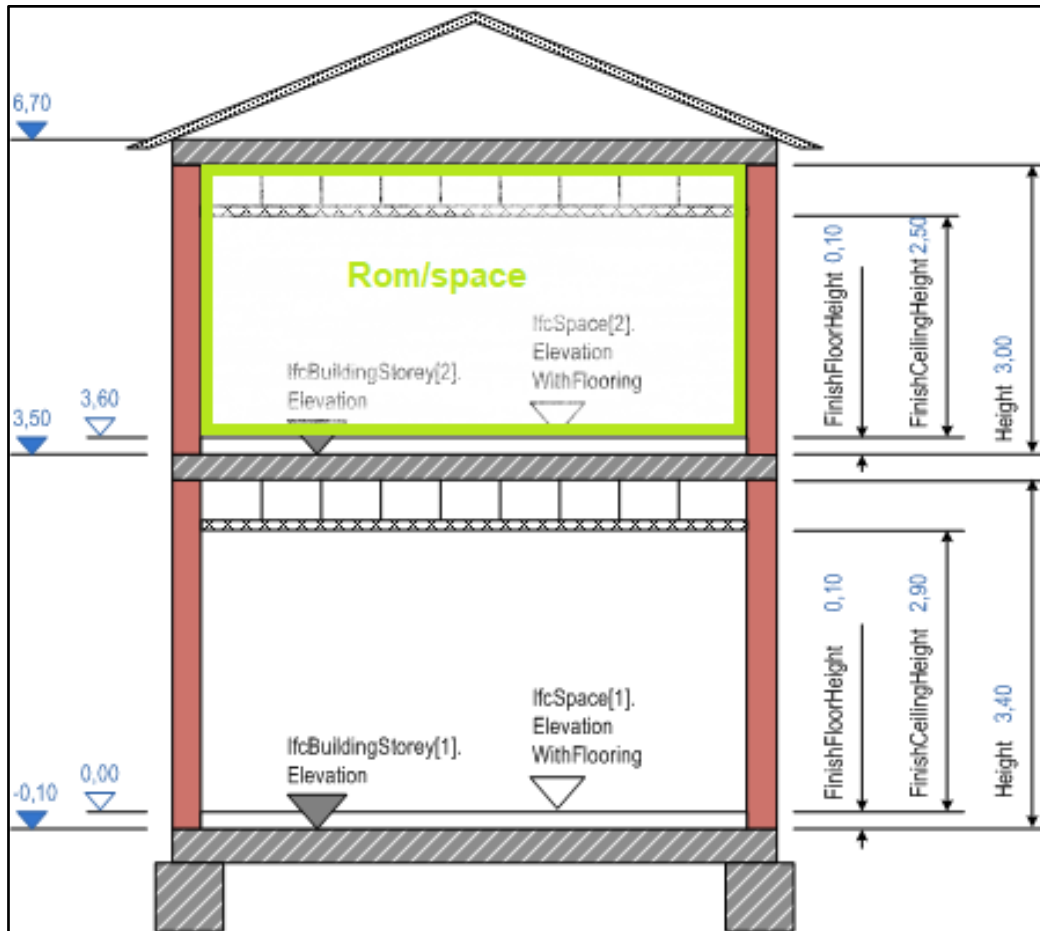 6,70
Rom/space
IfcSpace[2].
Elevation
WithFlooring
IfcBuildingStorey[2].
Elevation
3,60
3,50
FinishFloorHeight 0,10
FinishCeilingHeight 2,50
Height 3,00
IfcSpace[1].
Elevation
WithFlooring
IfcBuildingStorey[1].
Elevation
0,00
-0,10
FinishFloorHeight 0,10
FinishCeilingHeight 2,90
Height 3,40